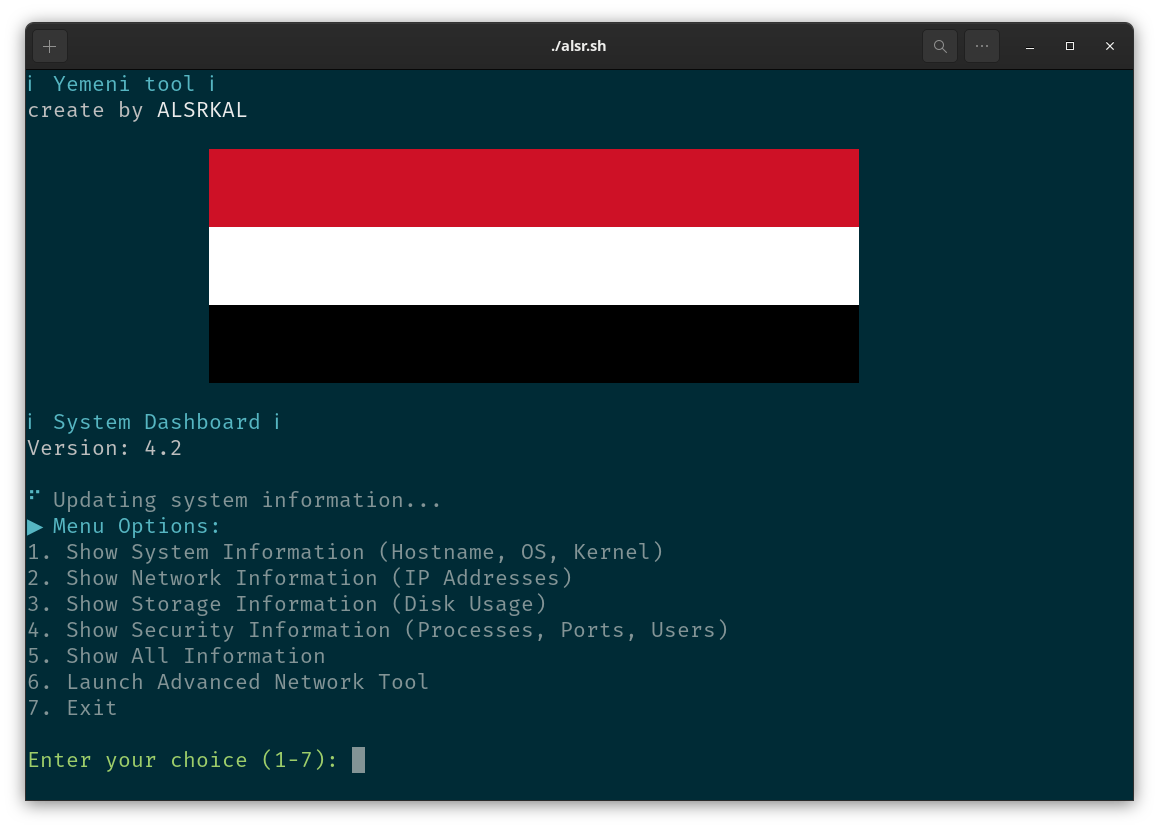 ./alsr.sh
¡ Yemeni tool ¡
create by ALSRKAL
¡ System Dashboard ¡
Version: 4.2
⠋ Updating system information...
▶ Menu Options:
1. Show System Information (Hostname, OS, Kernel)
2. Show Network Information (IP Addresses)
3. Show Storage Information (Disk Usage)
4. Show Security Information (Processes, Ports, Users)
5. Show All Information
6. Launch Advanced Network Tool
7. Exit
Enter your choice (1-7):